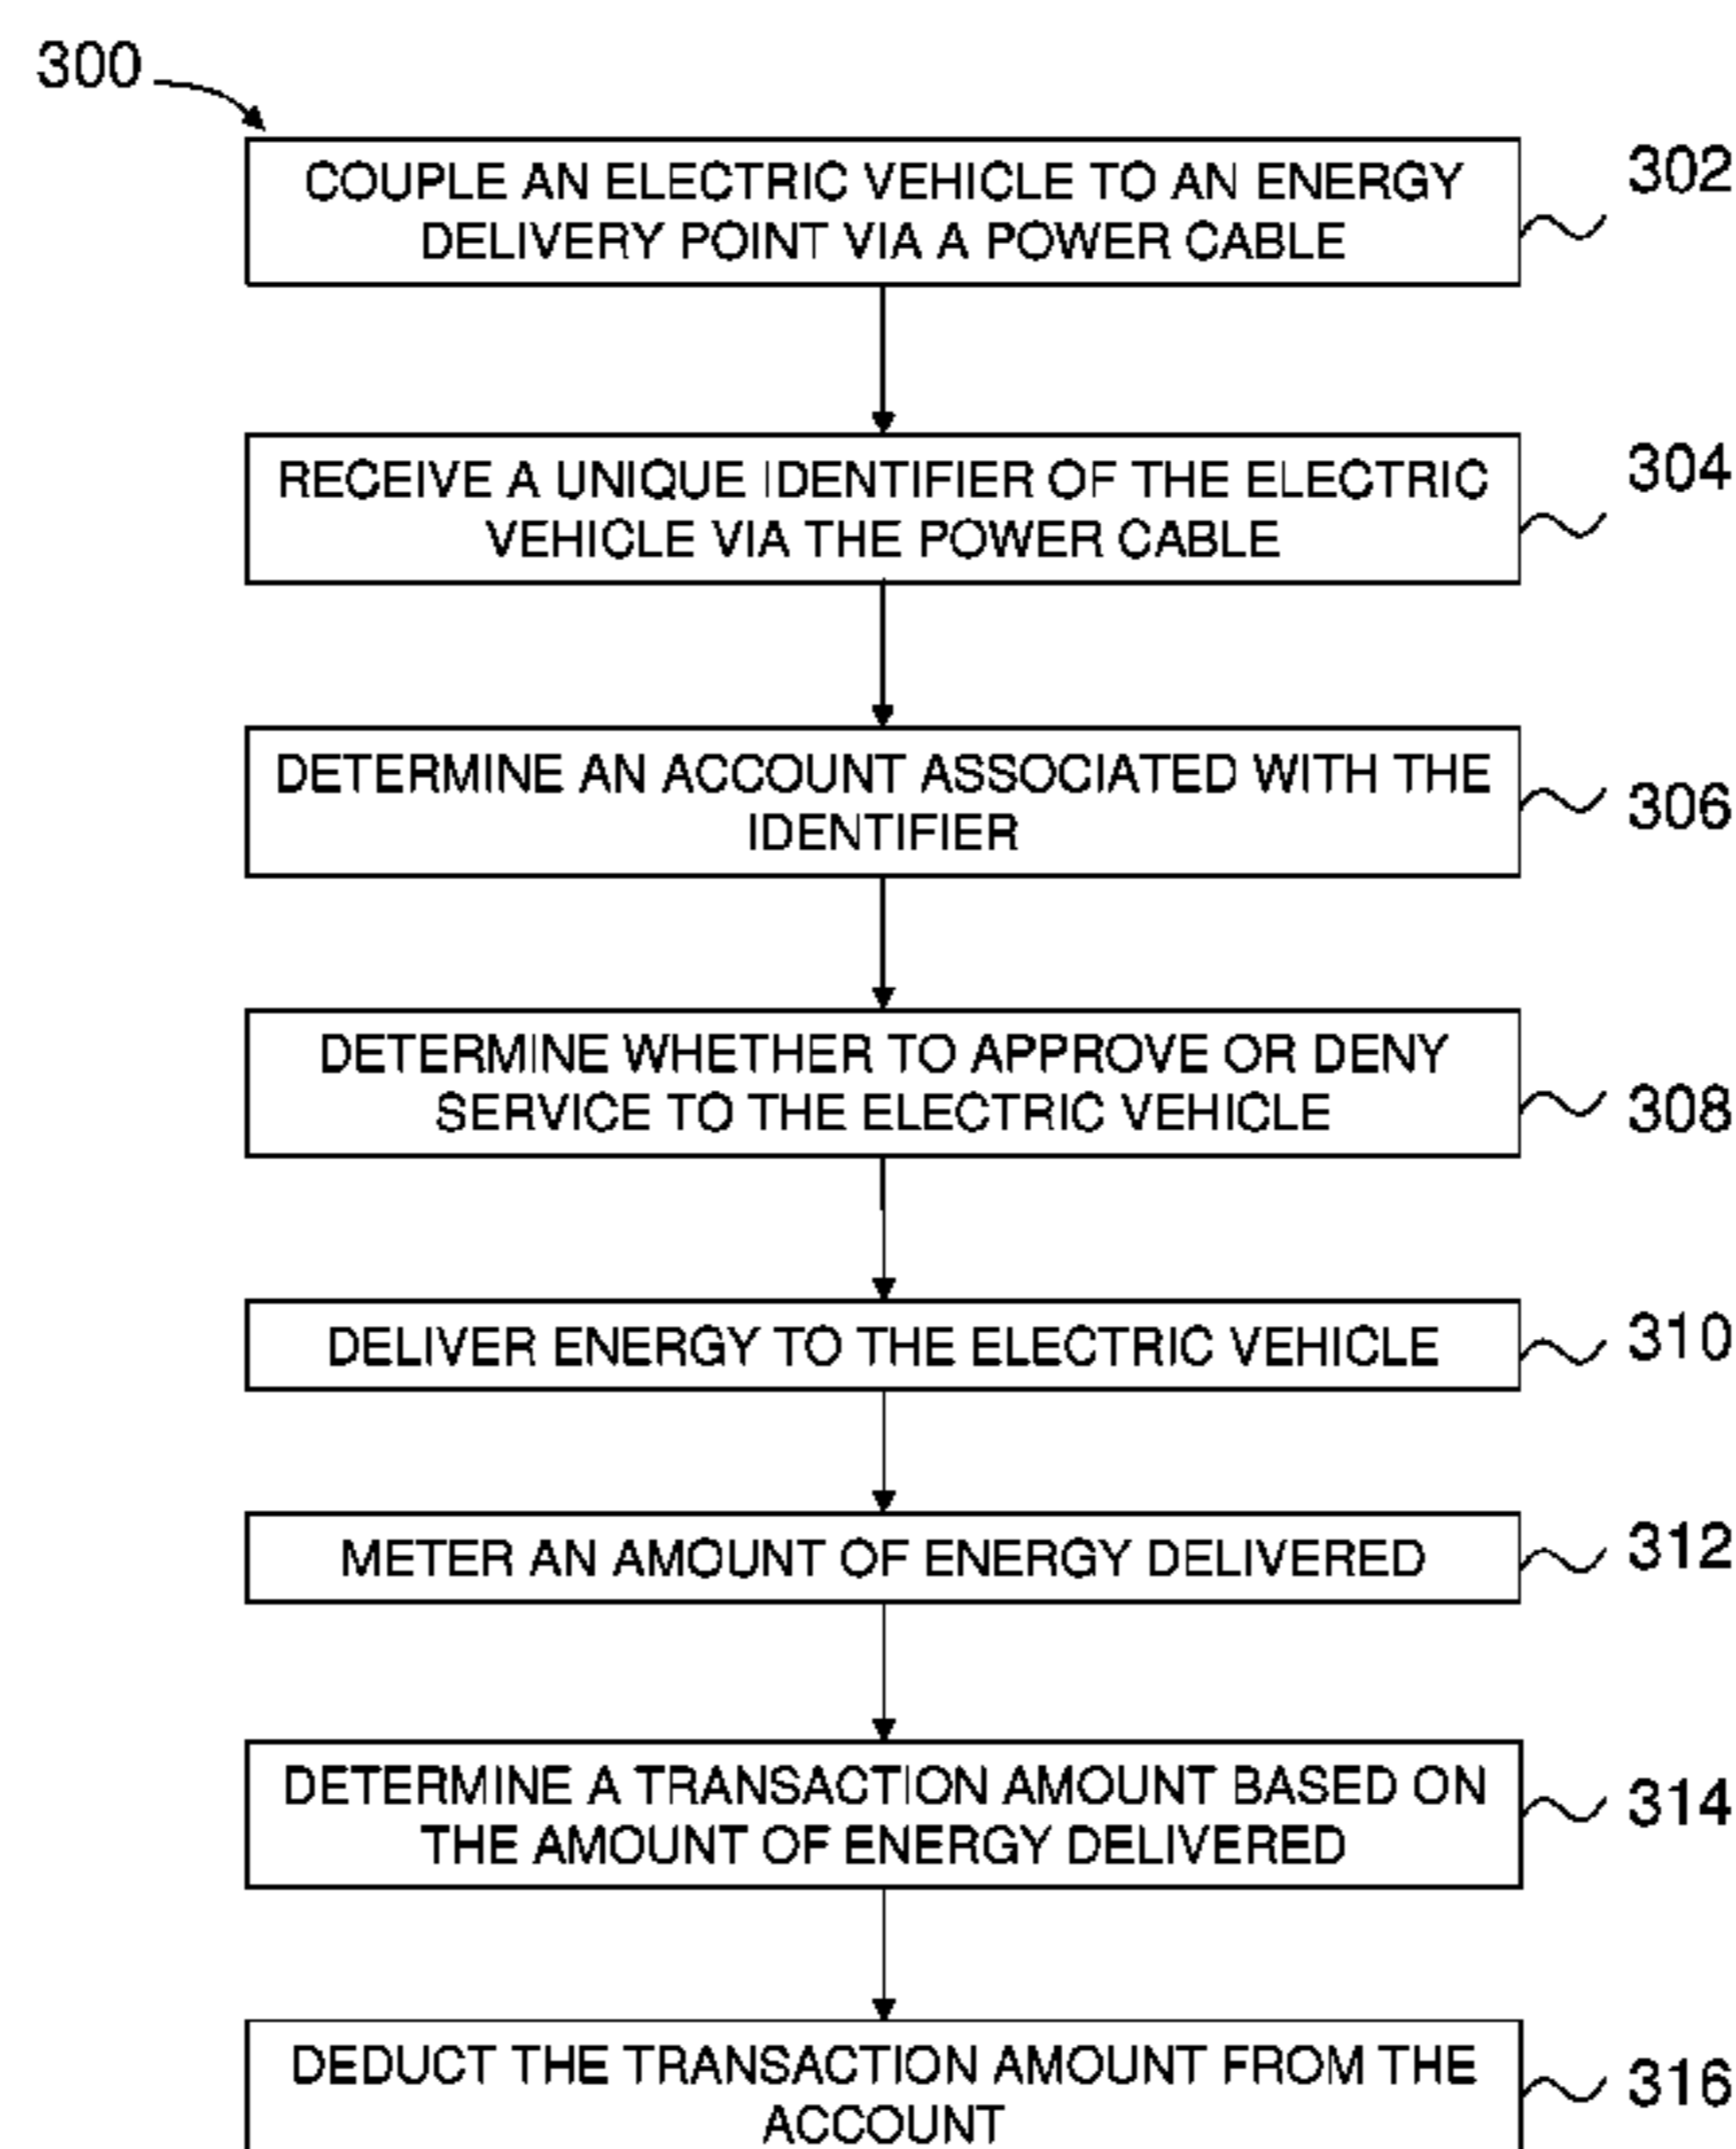 300
COUPLE AN ELECTRIC VEHICLE TO AN ENERGY
DELIVERY POINT VIA A POWER CABLE
302
RECEIVE A UNIQUE IDENTIFIER OF THE ELECTRIC
VEHICLE VIA THE POWER CABLE
304
DETERMINE AN ACCOUNT ASSOCIATED WITH THE
IDENTIFIER
306
DETERMINE WHETHER TO APPROVE OR DENY
SERVICE TO THE ELECTRIC VEHICLE
308
DELIVER ENERGY TO THE ELECTRIC VEHICLE
310
METER AN AMOUNT OF ENERGY DELIVERED
312
DETERMINE A TRANSACTION AMOUNT BASED ON
THE AMOUNT OF ENERGY DELIVERED
314
DEDUCT THE TRANSACTION AMOUNT FROM THE
ACCOUNT
316